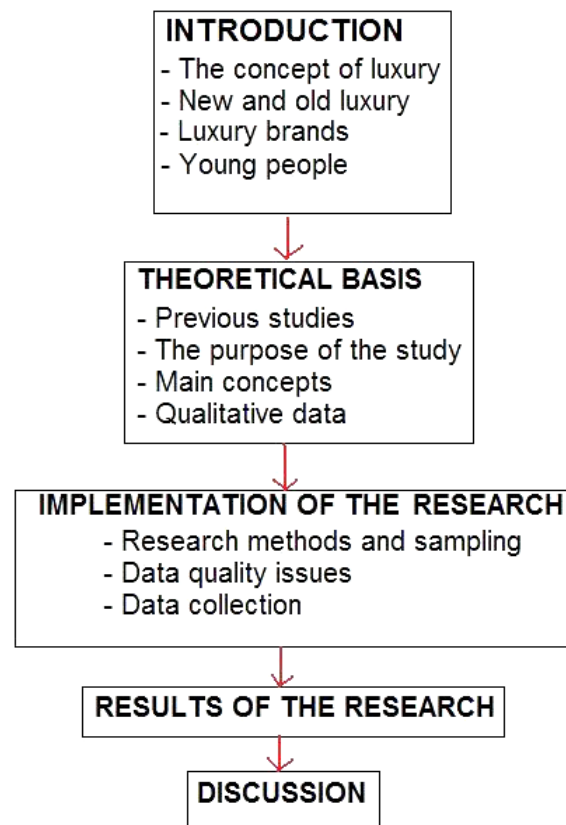 INTRODUCTION
- The concept of luxury
- New and old luxury
- Luxury brands
- Young people
THEORETICAL BASIS
- Previous studies
- The purpose of the study
- Main concepts
- Qualitative data
IMPLEMENTATION OF THE RESEARCH
- Research methods and sampling
- Data quality issues
- Data collection
RESULTS OF THE RESEARCH
DISCUSSION